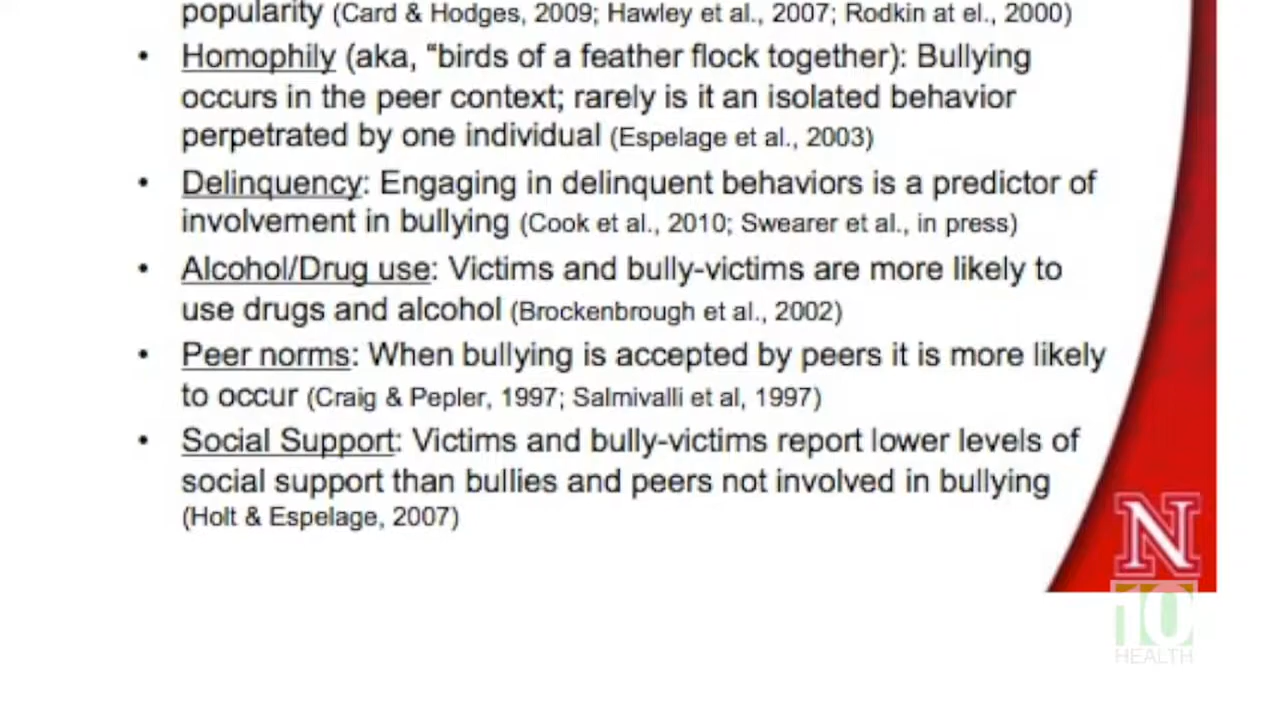 popularity (Card & Hodges, 2009; Hawley et al., 2007; Rodkin at el., 2000)
• Homophily (aka, “birds of a feather flock together): Bullying
occurs in the peer context; rarely is it an isolated behavior
perpetrated by one individual (Espelage et al., 2003)
• Delinquency: Engaging in delinquent behaviors is a predictor of
involvement in bullying (Cook et al., 2010; Swearer et al., in press)
• Alcohol/Drug use: Victims and bully-victims are more likely to
use drugs and alcohol (Brockenbrough et al., 2002)
• Peer norms: When bullying is accepted by peers it is more likely
to occur (Craig & Pepler, 1997; Salmivalli et al, 1997)
• Social Support: Victims and bully-victims report lower levels of
social support than bullies and peers not involved in bullying
(Holt & Espelage, 2007)
N
10
HEALTH